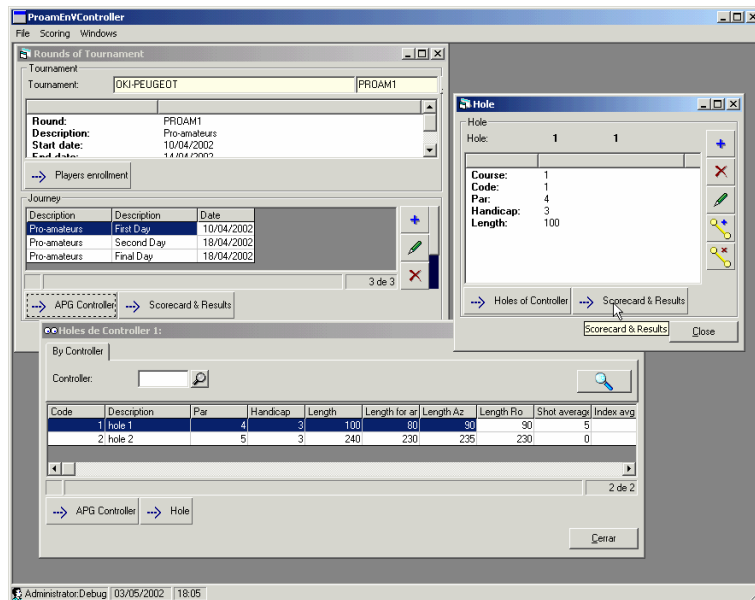 ProamEnVController
File Scoring Windows
Rounds of Tournament
Tournament
Tournament: OKI-PEUGEOT PROAM1
Round: PROAM1
Description: Pro-amateurs
Start date: 10/04/2002
End date: 14/04/2002
---> Players enrollment
Journey
Description Description Date
Pro-amateurs First Day 10/04/2002
Pro-amateurs Second Day 18/04/2002
Pro-amateurs Final Day 18/04/2002
3 de 3
---> APG Controller ---> Scorecard & Results
Hole
Hole
Hole: 1 1
Course: 1
Code: 1
Par: 4
Handicap: 3
Length: 100
---> Holes of Controller ---> Scorecard & Results
Scorecard & Results
Close
Holes de Controller 1:
By Controller
Controller:
Code Description Par Handicap Length Length for ar Length Az Length Ro Shot average Index avg
1 hole 1 4 3 100 80 90 90 5
2 hole 2 5 3 240 230 235 230 0
2 de 2
---> APG Controller ---> Hole
Cerrar
Administrator:Debug 03/05/2002 18:05